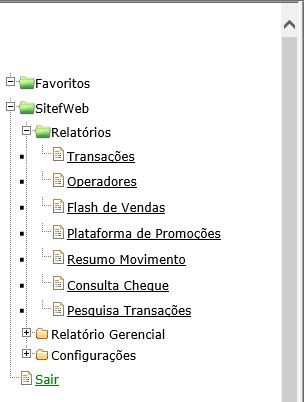 Favoritos
SitefWeb
Relatórios
Transações
Operadores
Flash de Vendas
Plataforma de Promoções
Resumo Movimento
Consulta Cheque
Pesquisa Transações
Relatório Gerencial
Configurações
Sair